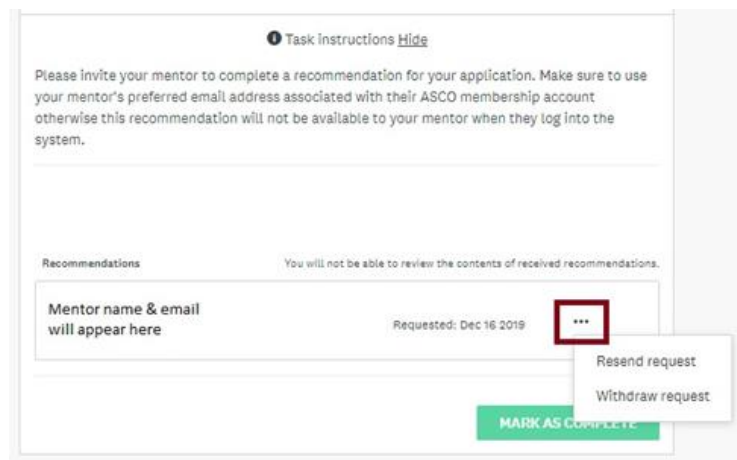 Task instructions Hide
Please invite your mentor to complete a recommendation for your application. Make sure to use
your mentor's preferred email address associated with their ASCO membership account
otherwise this recommendation will not be available to your mentor when they log into the
system.
Recommendations You will not be able to review the contents of received recommendations.
Mentor name & email
will appear here
Requested: Dec 16 2019 •••
Resend request
Withdraw request
MARK AS COMPLETE